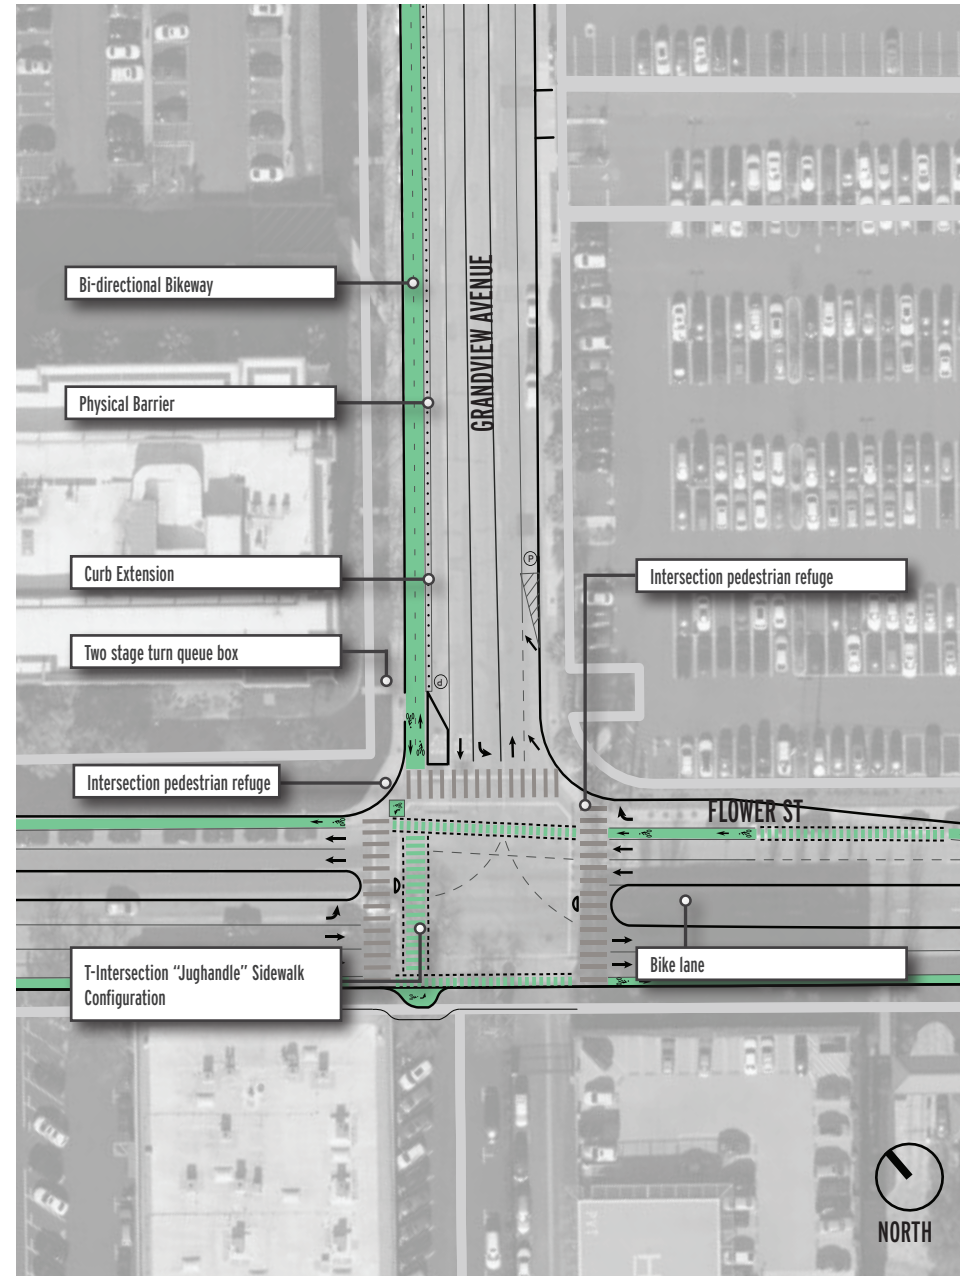 Bi-directional Bikeway
GRANDVIEW AVENUE
Physical Barrier
P
Curb Extension
Intersection pedestrian refuge
Two stage turn queue box
P
Intersection pedestrian refuge
FLOWER ST
T-Intersection “Jughandle” Sidewalk
Configuration
Bike lane
NORTH